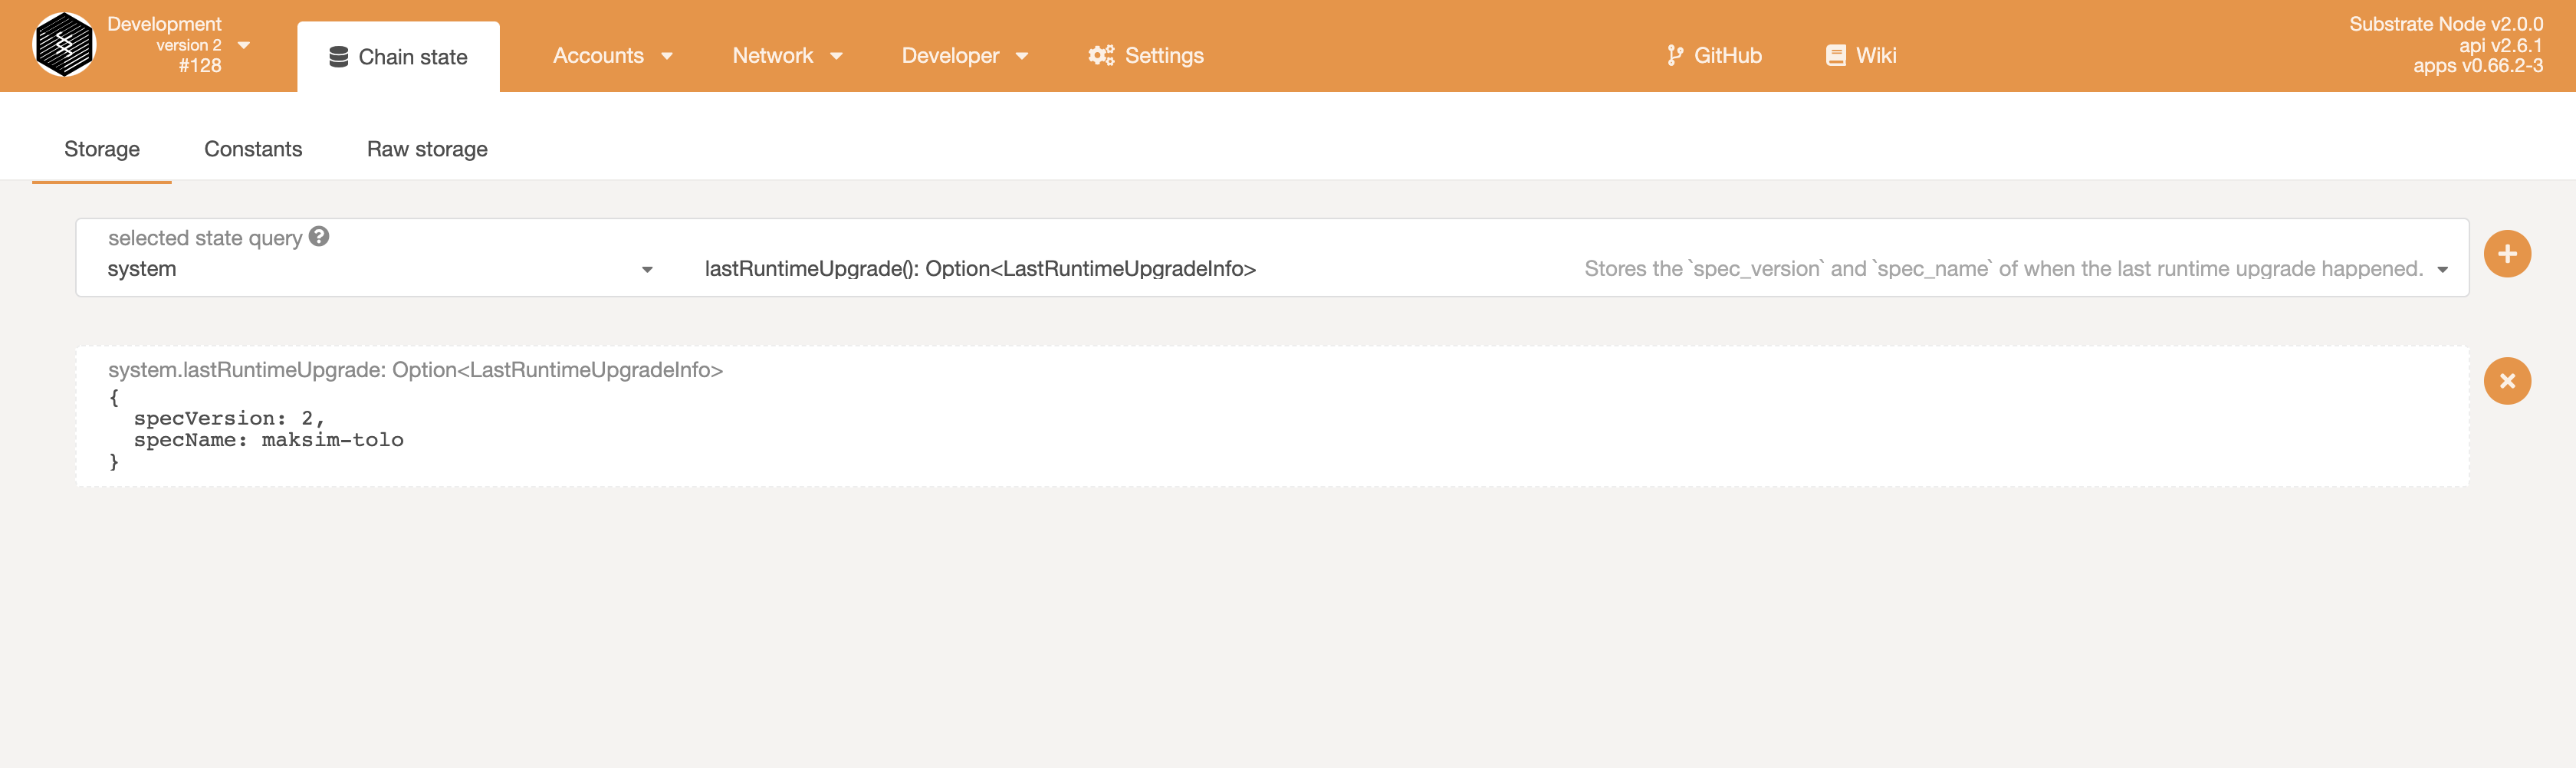 Development
version 2
#128
Chain state
Accounts
Network
Developer
Settings
GitHub
Wiki
Substrate Node v2.0.0
api v2.6.1
apps v0.66.2-3
Storage
Constants
Raw storage
selected state query
system
lastRuntimeUpgrade(): Option<LastRuntimeUpgradeInfo>
Stores the `spec_version` and `spec_name` of when the last runtime upgrade happened.
system.lastRuntimeUpgrade: Option<LastRuntimeUpgradeInfo>
{
  specVersion: 2,
  specName: maksim-tolo
}